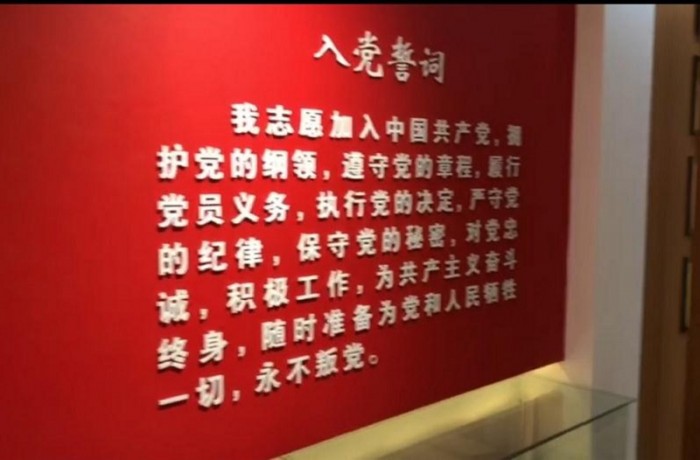 入党誓词
我志愿加入中国共产党，拥
护党的纲领，遵守党的章程，履行
党员义务，执行党的决定，严守党
的纪律，保守党的秘密，对党忠
诚，积极工作，为共产主义奋斗
终身，随时准备为党和人民牺牲
一切，永不叛党。